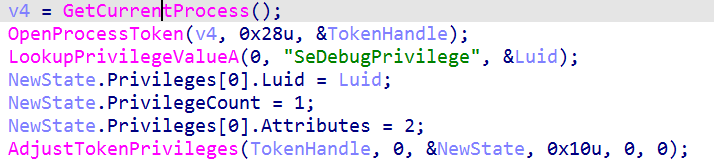 v4 = GetCurrentProcess();
OpenProcessToken(v4, 0x28u, &TokenHandle);
LookupPrivilegeValueA(0, "SeDebugPrivilege", &Luid);
NewState.Privileges[0].Luid = Luid;
NewState.PrivilegeCount = 1;
NewState.Privileges[0].Attributes = 2;
AdjustTokenPrivileges(TokenHandle, 0, &NewState, 0x10u, 0, 0);